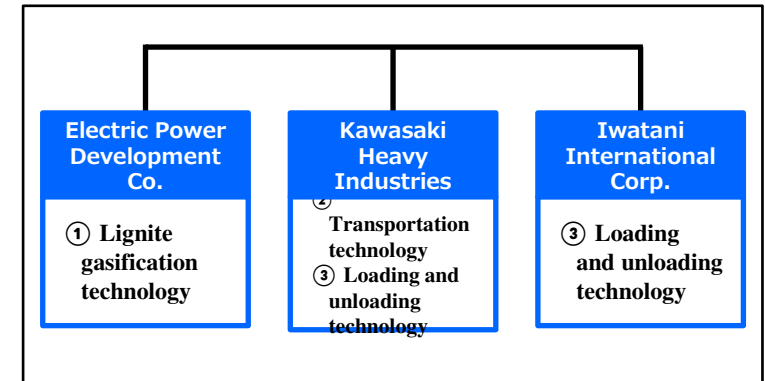 Electric Power
Development
Co.
① Lignite
gasification
technology
Kawasaki
Heavy
Industries
②
Transportation
technology
③ Loading and
unloading
technology
Iwatani
International
Corp.
③ Loading
and unloading
technology